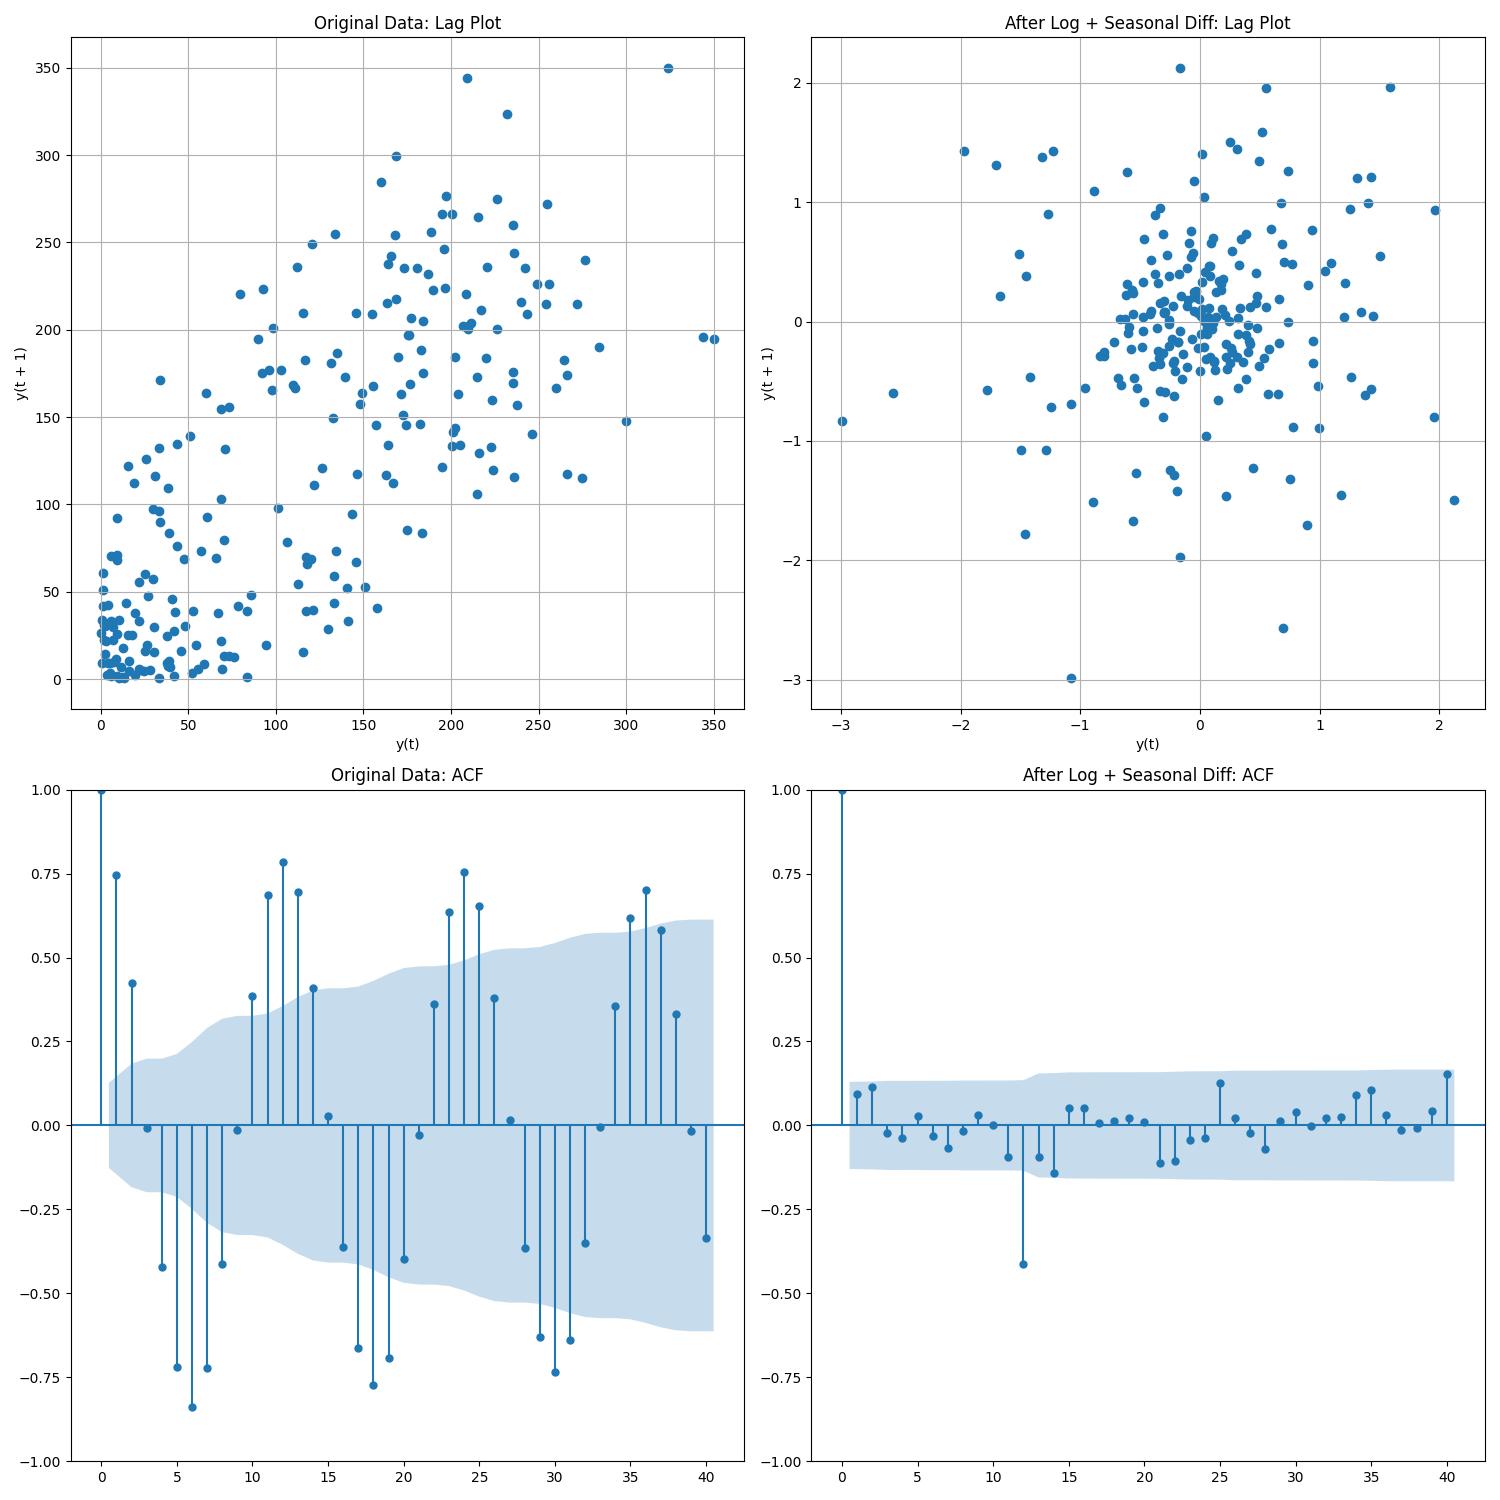 Original Data: Lag Plot
350
300
250
200
150
100
50
0
y(t + 1)
0 50 100 150 200 250 300 350
y(t)
After Log + Seasonal Diff: Lag Plot
2
1
0
−1
−2
−3
y(t + 1)
−3 −2 −1 0 1 2
y(t)
Original Data: ACF
1.00
0.75
0.50
0.25
0.00
−0.25
−0.50
−0.75
−1.00
0 5 10 15 20 25 30 35 40
After Log + Seasonal Diff: ACF
1.00
0.75
0.50
0.25
0.00
−0.25
−0.50
−0.75
−1.00
0 5 10 15 20 25 30 35 40